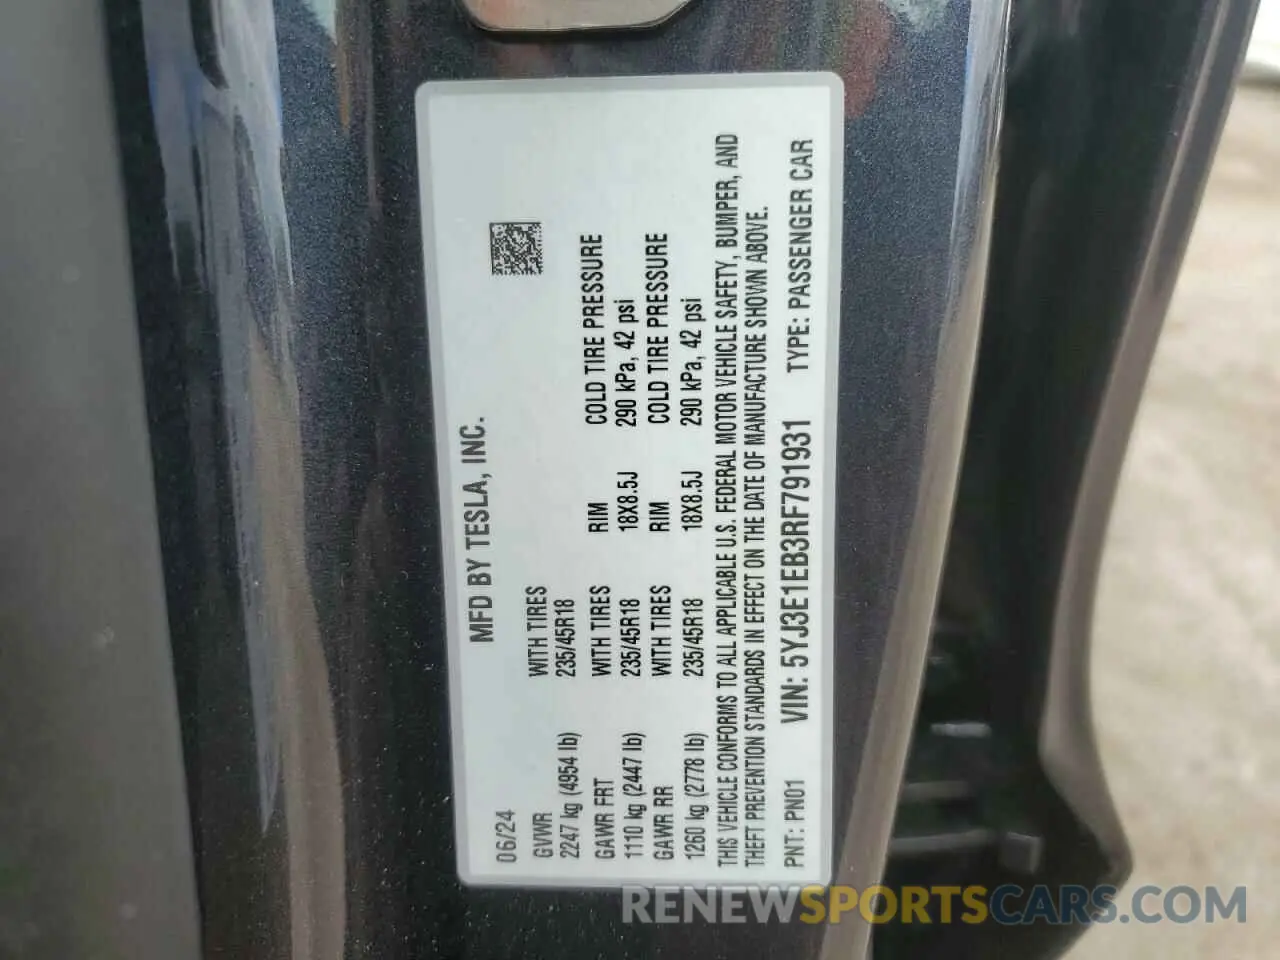 MFD BY TESLA, INC.
06/24
GVWR WITH TIRES
2247 kg (4954 lb) 235/45R18
GAWR FRT WITH TIRES RIM COLD TIRE PRESSURE
1110 kg (2447 lb) 235/45R18 18X8.5J 290 kPa, 42 psi
GAWR RR WITH TIRES RIM COLD TIRE PRESSURE
1260 kg (2778 lb) 235/45R18 18X8.5J 290 kPa, 42 psi
THIS VEHICLE CONFORMS TO ALL APPLICABLE U.S. FEDERAL MOTOR VEHICLE SAFETY, BUMPER, AND
THEFT PREVENTION STANDARDS IN EFFECT ON THE DATE OF MANUFACTURE SHOWN ABOVE.
PNT: PN01 VIN: 5YJ3E1EB3RF791931 TYPE: PASSENGER CAR
RENEWSPORTSCARS.COM